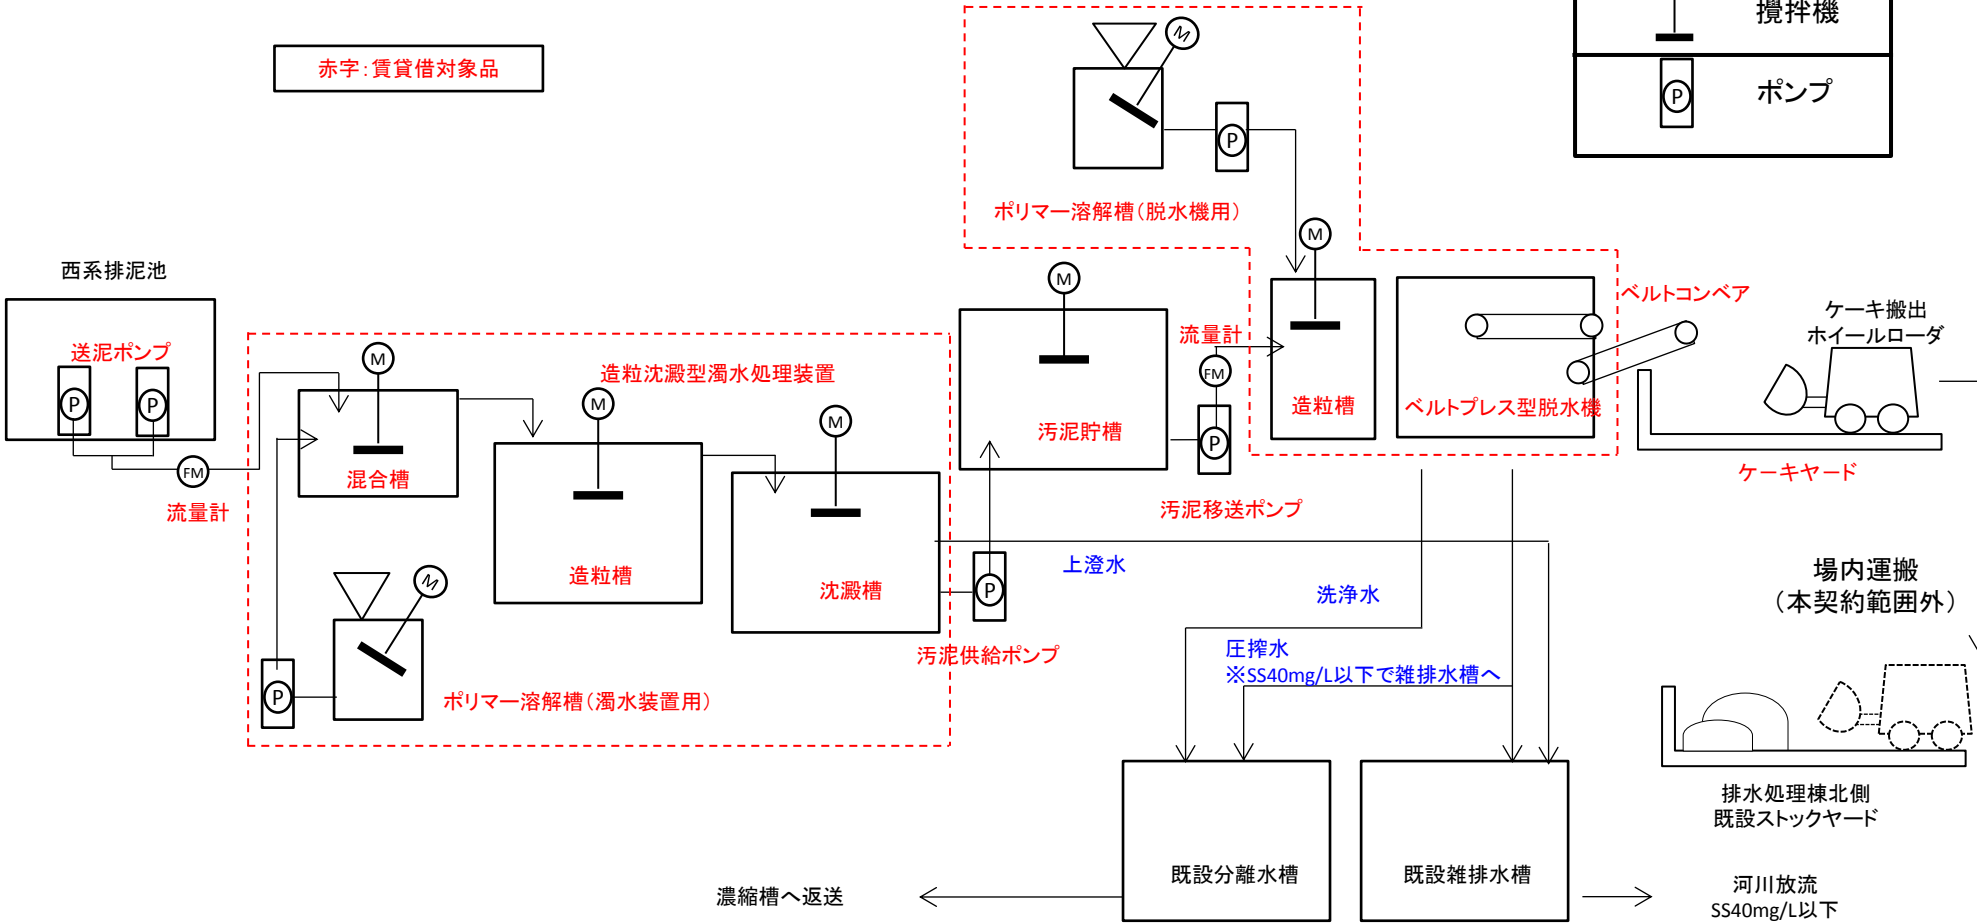 攪拌機
P
ポンプ
赤字：賃貸借対象品
M
P
ポリマー溶解槽（脱水機用）
M
西系排泥池
送泥ポンプ
P
P
FM
流量計
M
混合槽
造粒沈澱型濁水処理装置
M
造粒槽
M
沈澱槽
M
P
ポリマー溶解槽（濁水装置用）
M
汚泥貯槽
P
汚泥供給ポンプ
流量計
FM
P
汚泥移送ポンプ
造粒槽
ベルトプレス型脱水機
ベルトコンベア
ケーキ搬出
ホイールローダ
ケーキヤード
上澄水
洗浄水
圧搾水
※SS40mg/L以下で雑排水槽へ
場内運搬
（本契約範囲外）
排水処理棟北側
既設ストックヤード
既設分離水槽
既設雑排水槽
濃縮槽へ返送
河川放流
SS40mg/L以下